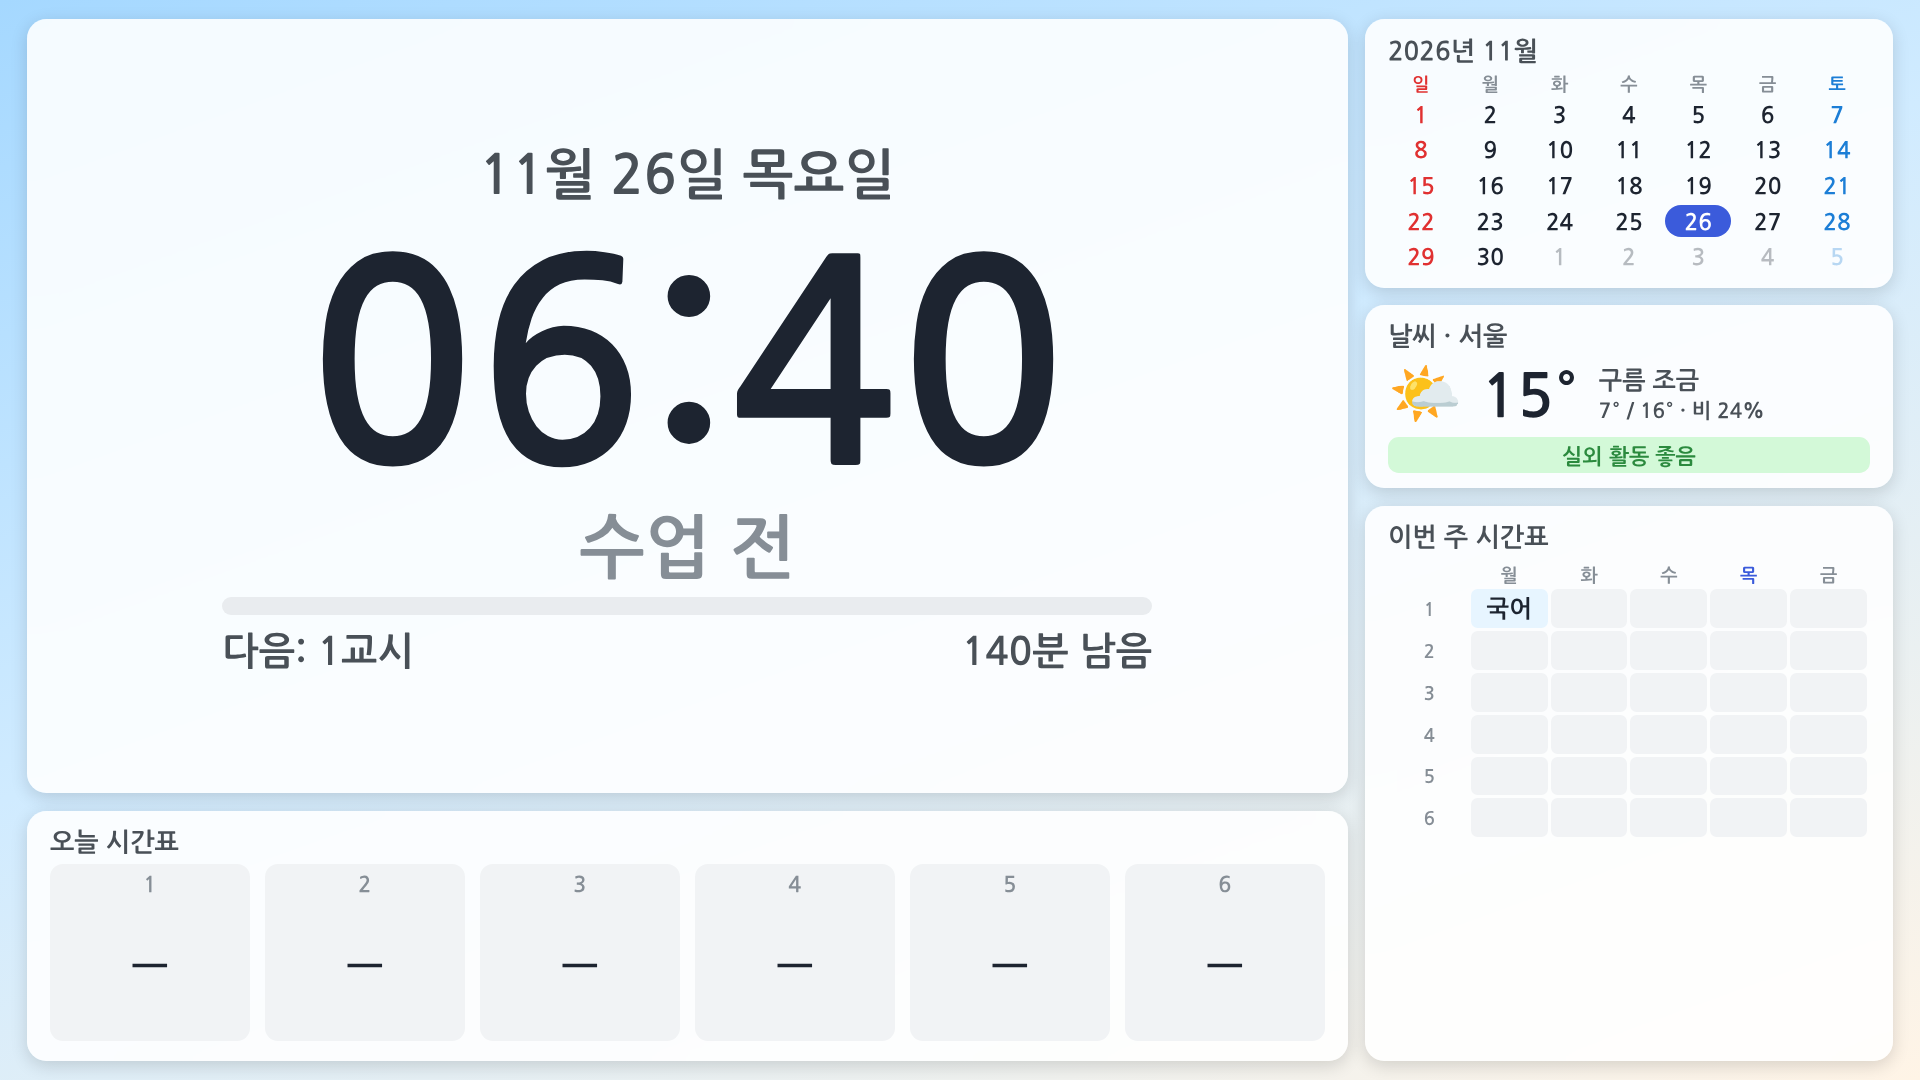 11월 26일 목요일
06:40
수업 전
다음: 1교시
140분 남음
오늘 시간표
1 2 3 4 5 6
— — — — — —
2026년 11월
일 월 화 수 목 금 토
1 2 3 4 5 6 7
8 9 10 11 12 13 14
15 16 17 18 19 20 21
22 23 24 25 26 27 28
29 30 1 2 3 4 5
날씨 · 서울
15°
구름 조금
7° / 16° · 비 24%
실외 활동 좋음
이번 주 시간표
월 화 수 목 금
1 국어
2
3
4
5
6